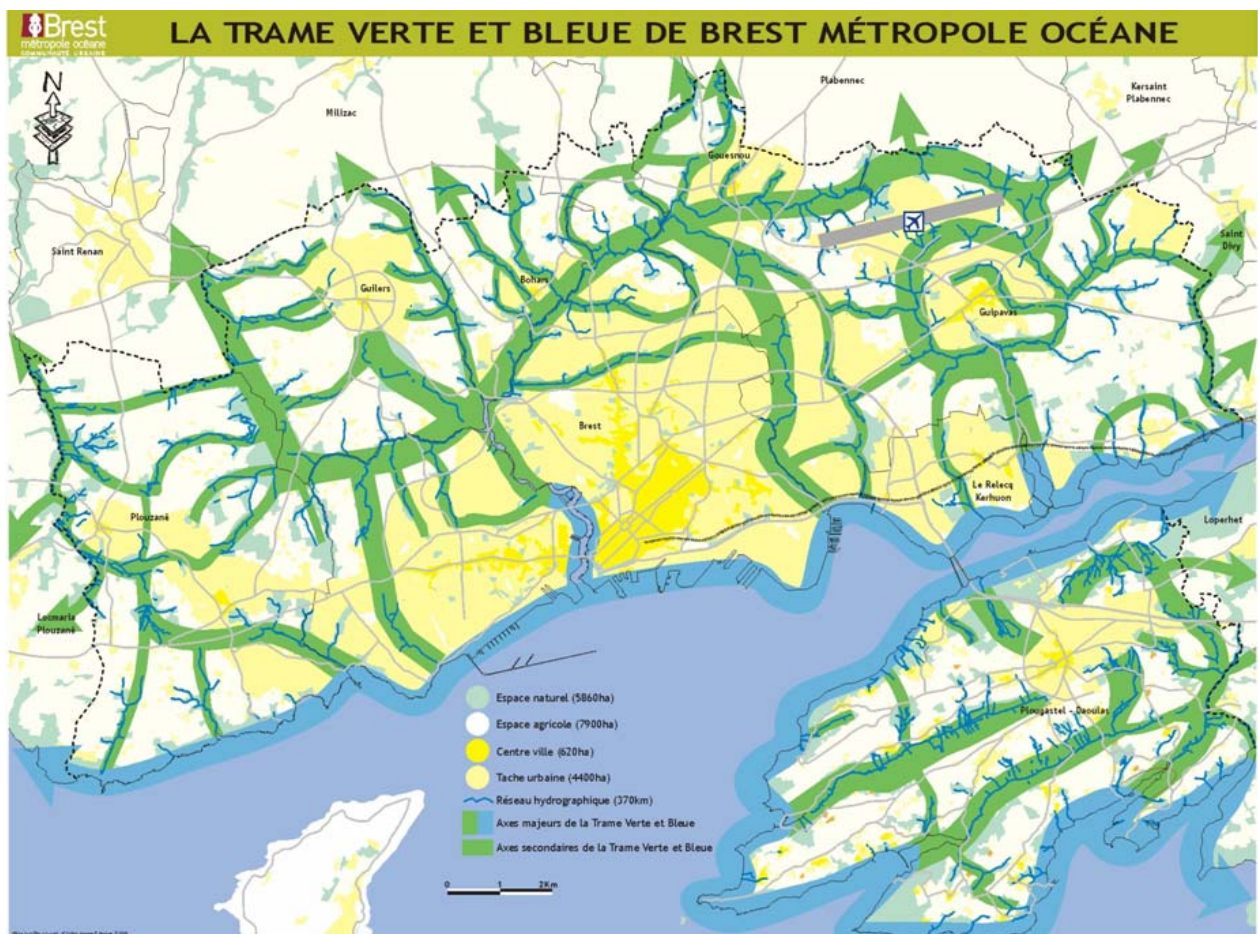 Brest
métropole océane
COMMUNAUTÉ URBAINE
LA TRAME VERTE ET BLEUE DE BREST MÉTROPOLE OCÉANE
N
Milizac
Plabennec
Kersaint
Plabennec
Gouesnou
Saint Renan
Saint
Divy
Guilers
Bohars
Guipavas
Brest
Le Relecq
Kerhuon
Plouzané
Loperhet
Locmaria
Plouzané
Plougastel - Daoulas
Espace naturel (5860ha)
Espace agricole (7900ha)
Centre ville (620ha)
Tache urbaine (4400ha)
Réseau hydrographique (370km)
Axes majeurs de la Trame Verte et Bleue
Axes secondaires de la Trame Verte et Bleue
0 1 2Km